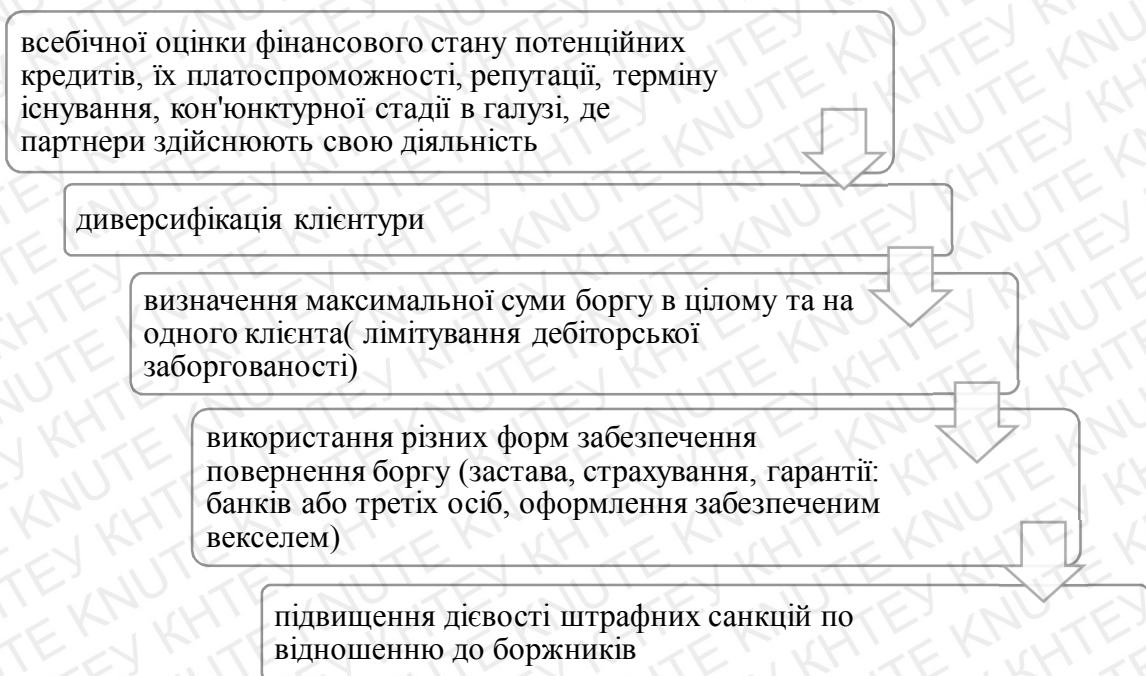 всебічної оцінки фінансового стану потенційних
кредитів, їх платоспроможності, репутації, терміну
існування, кон'юнктурної стадії в галузі, де
партнери здійснюють свою діяльність
диверсифікація клієнтури
визначення максимальної суми боргу в цілому та на
одного клієнта( лімітування дебіторської
заборгованості)
використання різних форм забезпечення
повернення боргу (застава, страхування, гарантії:
банків або третіх осіб, оформлення забезпеченим
векселем)
підвищення дієвості штрафних санкцій по
відношенню до боржників